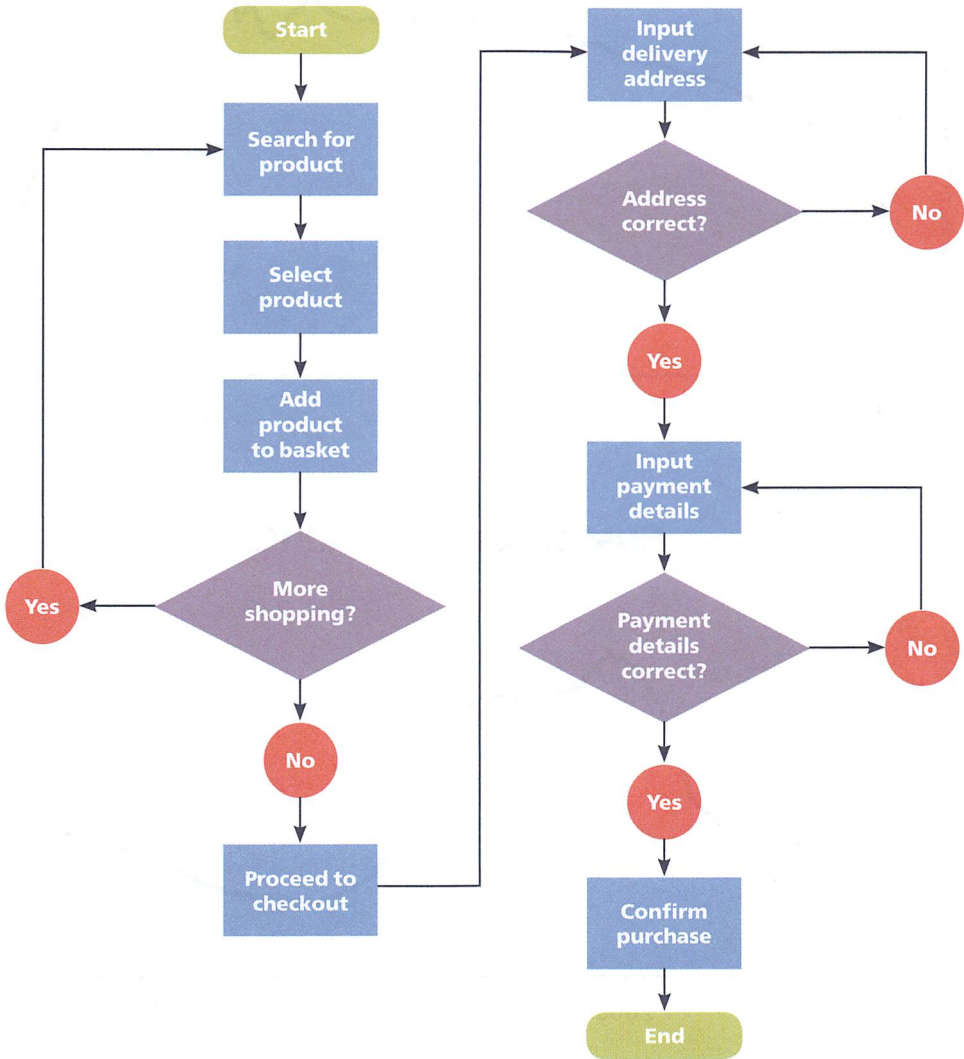 Start
Search for
product
Select
product
Add
product
to basket
More
shopping?
Yes
No
Proceed to
checkout
Input
delivery
address
Address
correct?
No
Yes
Input
payment
details
Payment
details
correct?
No
Yes
Confirm
purchase
End